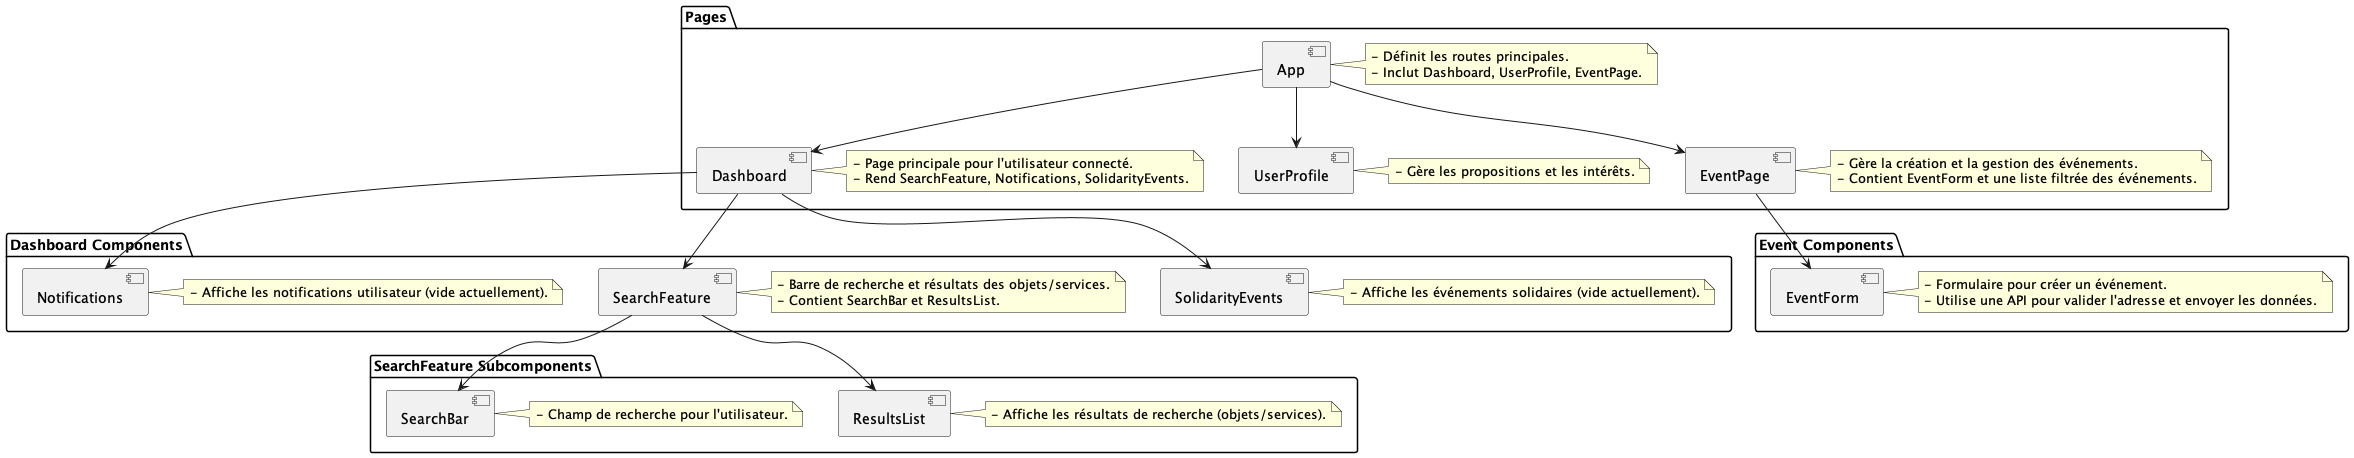 Pages
App
- Définit les routes principales.
- Inclut Dashboard, UserProfile, EventPage.
Dashboard
- Page principale pour l'utilisateur connecté.
- Rend SearchFeature, Notifications, SolidarityEvents.
UserProfile
- Gère les propositions et les intérêts.
EventPage
- Gère la création et la gestion des événements.
- Contient EventForm et une liste filtrée des événements.
Dashboard Components
Notifications
- Affiche les notifications utilisateur (vide actuellement).
SearchFeature
- Barre de recherche et résultats des objets/services.
- Contient SearchBar et ResultsList.
SolidarityEvents
- Affiche les événements solidaires (vide actuellement).
Event Components
EventForm
- Formulaire pour créer un événement.
- Utilise une API pour valider l'adresse et envoyer les données.
SearchFeature Subcomponents
SearchBar
- Champ de recherche pour l'utilisateur.
ResultsList
- Affiche les résultats de recherche (objets/services).